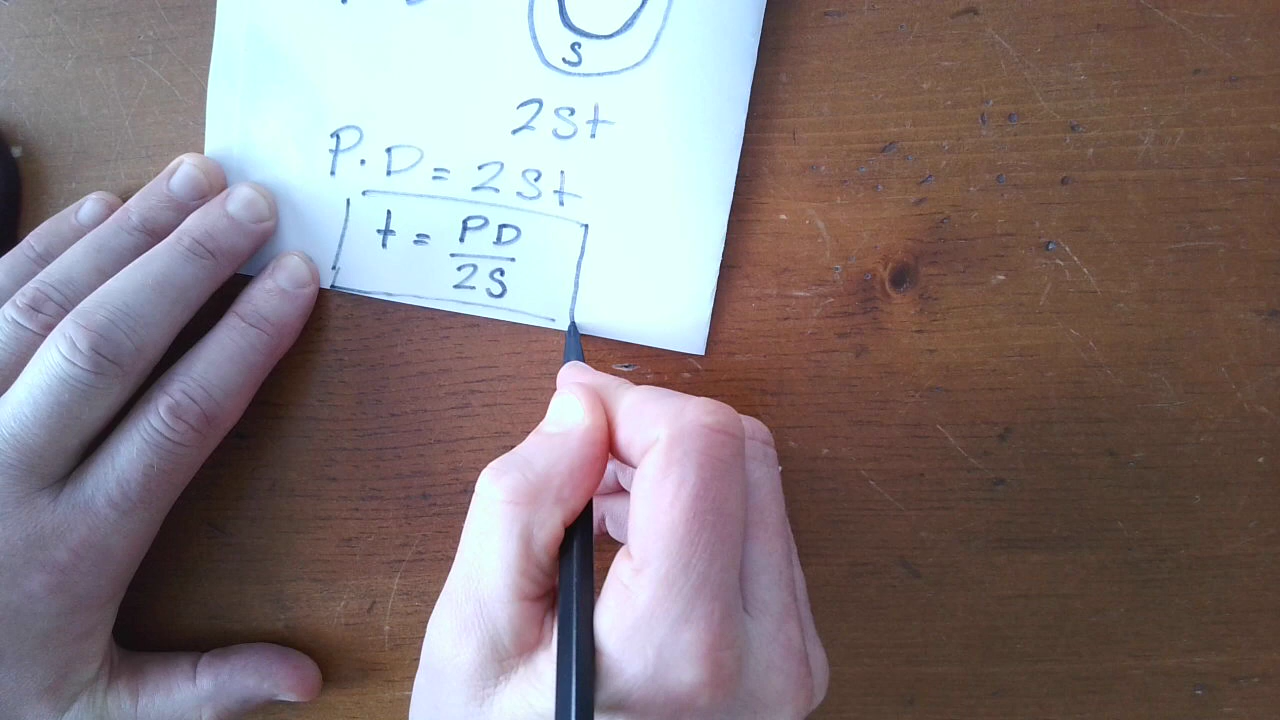 S
2St
P.D = 2St
t = PD/2S